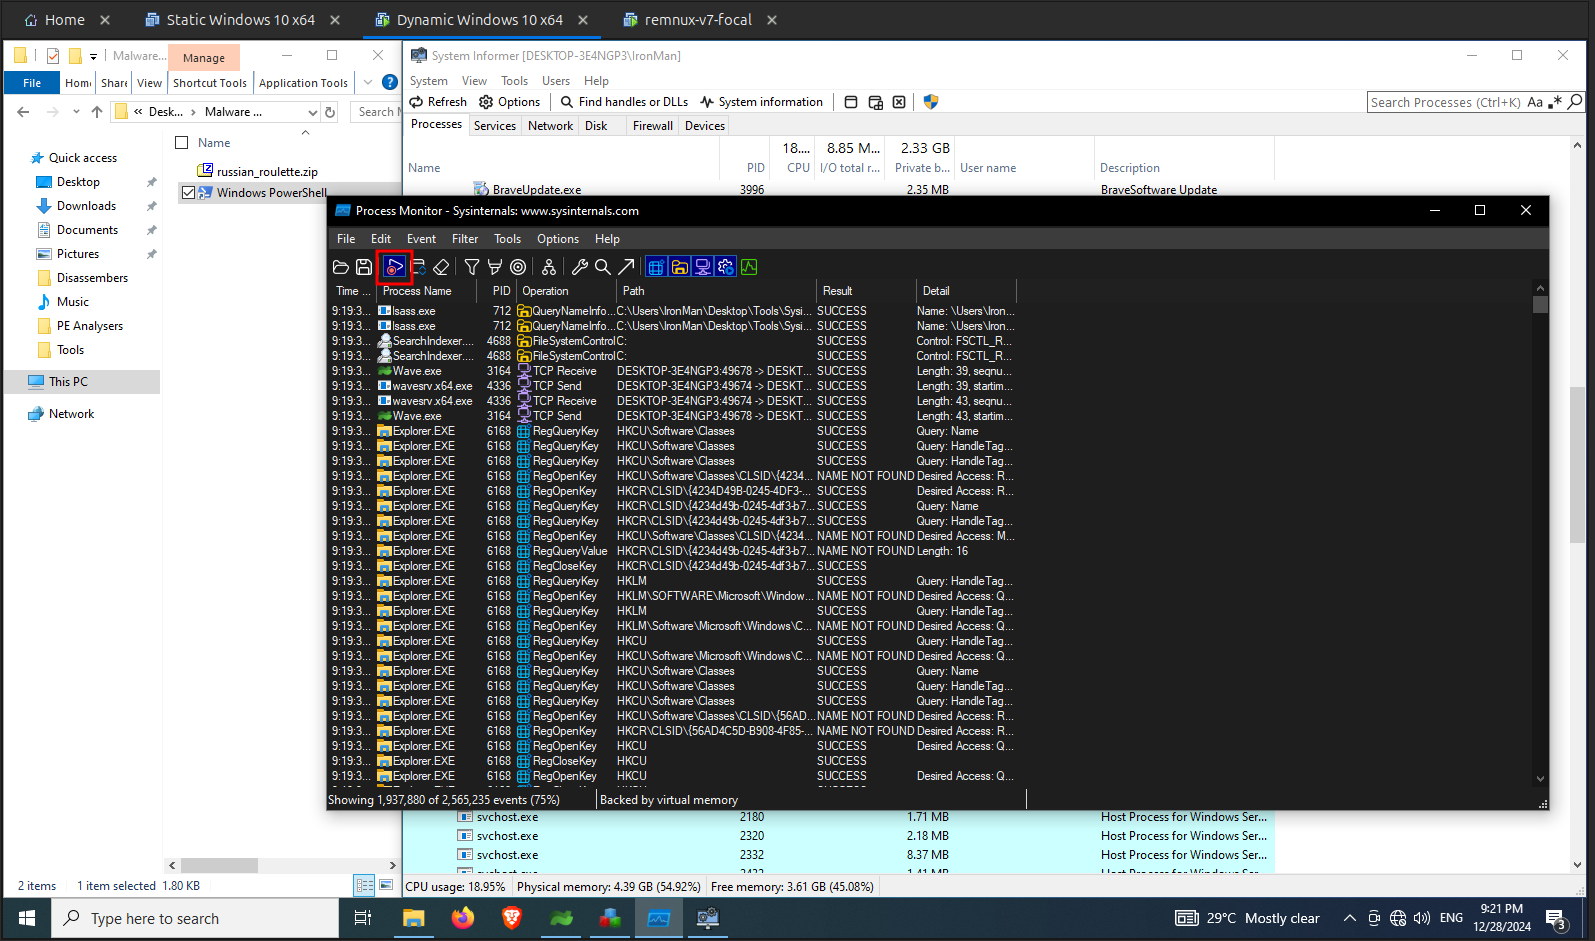 Home
Static Windows 10 x64
Dynamic Windows 10 x64
remnux-v7-focal
Malware...
Manage
File
Home
Share
View
Shortcut Tools
Application Tools
« Desk... > Malware ...
Search
Name
Quick access
Desktop
Downloads
Documents
Pictures
Disassembers
Music
PE Analysers
Tools
This PC
Network
russian_roulette.zip
Windows PowerShell
2 items
1 item selected 1.80 KB
System Informer [DESKTOP-3E4NGP3\IronMan]
System View Tools Users Help
Refresh Options Find handles or DLLs System information
Search Processes (Ctrl+K) Aa
Processes Services Network Disk Firewall Devices
18.... 8.85 M... 2.33 GB
Name PID CPU I/O total r... Private b... User name Description
BraveUpdate.exe 3996 2.35 MB BraveSoftware Update
Process Monitor - Sysinternals: www.sysinternals.com
File Edit Event Filter Tools Options Help
Time ... Process Name PID Operation Path Result Detail
9:19:3... lsass.exe 712 QueryNameInfo... C:\Users\IronMan\Desktop\Tools\Sysi... SUCCESS Name: \Users\Iron...
9:19:3... lsass.exe 712 QueryNameInfo... C:\Users\IronMan\Desktop\Tools\Sysi... SUCCESS Name: \Users\Iron...
9:19:3... SearchIndexer.... 4688 FileSystemControl C: SUCCESS Control: FSCTL_R...
9:19:3... SearchIndexer.... 4688 FileSystemControl C: SUCCESS Control: FSCTL_R...
9:19:3... Wave.exe 3164 TCP Receive DESKTOP-3E4NGP3:49678 -> DESKT... SUCCESS Length: 39, seqnu...
9:19:3... wavesrv.x64.exe 4336 TCP Send DESKTOP-3E4NGP3:49674 -> DESKT... SUCCESS Length: 39, startim...
9:19:3... wavesrv.x64.exe 4336 TCP Receive DESKTOP-3E4NGP3:49674 -> DESKT... SUCCESS Length: 43, seqnu...
9:19:3... Wave.exe 3164 TCP Send DESKTOP-3E4NGP3:49678 -> DESKT... SUCCESS Length: 43, startim...
9:19:3... Explorer.EXE 6168 RegQueryKey HKCU\Software\Classes SUCCESS Query: Name
9:19:3... Explorer.EXE 6168 RegQueryKey HKCU\Software\Classes SUCCESS Query: HandleTag...
9:19:3... Explorer.EXE 6168 RegQueryKey HKCU\Software\Classes SUCCESS Query: HandleTag...
9:19:3... Explorer.EXE 6168 RegOpenKey HKCU\Software\Classes\CLSID\{4234... NAME NOT FOUND Desired Access: R...
9:19:3... Explorer.EXE 6168 RegOpenKey HKCR\CLSID\{4234D49B-0245-4DF3-... SUCCESS Desired Access: R...
9:19:3... Explorer.EXE 6168 RegQueryKey HKCR\CLSID\{4234d49b-0245-4df3-b7... SUCCESS Query: Name
9:19:3... Explorer.EXE 6168 RegQueryKey HKCR\CLSID\{4234d49b-0245-4df3-b7... SUCCESS Query: HandleTag...
9:19:3... Explorer.EXE 6168 RegOpenKey HKCU\Software\Classes\CLSID\{4234... NAME NOT FOUND Desired Access: M...
9:19:3... Explorer.EXE 6168 RegQueryValue HKCR\CLSID\{4234d49b-0245-4df3-b7... NAME NOT FOUND Length: 16
9:19:3... Explorer.EXE 6168 RegCloseKey HKCR\CLSID\{4234d49b-0245-4df3-b7... SUCCESS
9:19:3... Explorer.EXE 6168 RegQueryKey HKLM SUCCESS Query: HandleTag...
9:19:3... Explorer.EXE 6168 RegOpenKey HKLM\SOFTWARE\Microsoft\Window... NAME NOT FOUND Desired Access: Q...
9:19:3... Explorer.EXE 6168 RegQueryKey HKLM SUCCESS Query: HandleTag...
9:19:3... Explorer.EXE 6168 RegOpenKey HKLM\Software\Microsoft\Windows\C... NAME NOT FOUND Desired Access: Q...
9:19:3... Explorer.EXE 6168 RegQueryKey HKCU SUCCESS Query: HandleTag...
9:19:3... Explorer.EXE 6168 RegOpenKey HKCU\Software\Microsoft\Windows\C... NAME NOT FOUND Desired Access: Q...
9:19:3... Explorer.EXE 6168 RegQueryKey HKCU\Software\Classes SUCCESS Query: Name
9:19:3... Explorer.EXE 6168 RegQueryKey HKCU\Software\Classes SUCCESS Query: HandleTag...
9:19:3... Explorer.EXE 6168 RegQueryKey HKCU\Software\Classes SUCCESS Query: HandleTag...
9:19:3... Explorer.EXE 6168 RegOpenKey HKCU\Software\Classes\CLSID\{56AD... NAME NOT FOUND Desired Access: R...
9:19:3... Explorer.EXE 6168 RegOpenKey HKCR\CLSID\{56AD4C5D-B908-4F85-... NAME NOT FOUND Desired Access: R...
9:19:3... Explorer.EXE 6168 RegOpenKey HKCU SUCCESS Desired Access: Q...
9:19:3... Explorer.EXE 6168 RegCloseKey HKCU SUCCESS
9:19:3... Explorer.EXE 6168 RegOpenKey HKCU SUCCESS Desired Access: Q...
Showing 1,937,880 of 2,565,235 events (75%) Backed by virtual memory
svchost.exe 2180 1.71 MB Host Process for Windows Ser...
svchost.exe 2320 2.18 MB Host Process for Windows Ser...
svchost.exe 2332 8.37 MB Host Process for Windows Ser...
CPU usage: 18.95% Physical memory: 4.39 GB (54.92%) Free memory: 3.61 GB (45.08%)
Type here to search
29°C Mostly clear
ENG
9:21 PM
12/28/2024
3